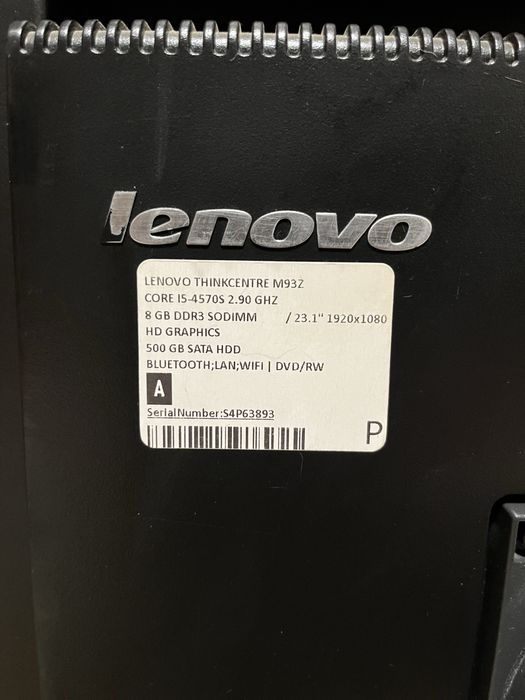 lenovo
LENOVO THINKCENTRE M93Z
CORE I5-4570S 2.90 GHZ
8 GB DDR3 SODIMM / 23.1" 1920x1080
HD GRAPHICS
500 GB SATA HDD
BLUETOOTH;LAN;WIFI | DVD/RW
A
SerialNumber:S4P63893
P